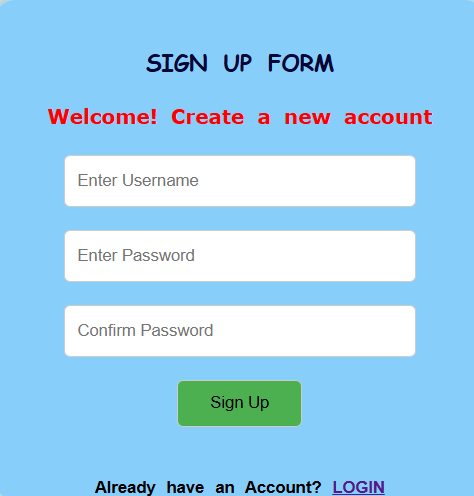 SIGN UP FORM
Welcome! Create a new account
Enter Username
Enter Password
Confirm Password
Sign Up
Already have an Account? LOGIN